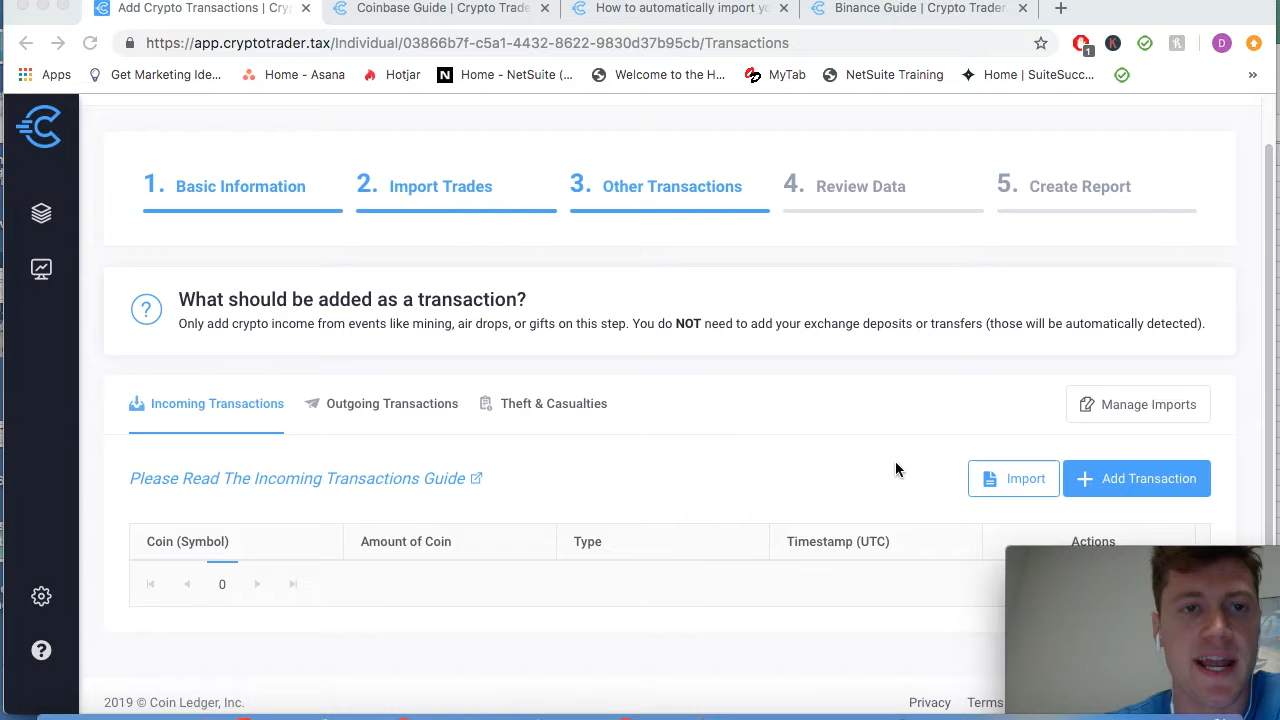 Add Crypto Transactions | Cry
Coinbase Guide | Crypto Trade
How to automatically import yo
Binance Guide | Crypto Trader
https://app.cryptotrader.tax/Individual/03866b7f-c5a1-4432-8622-9830d37b95cb/Transactions
1
K
D
Apps
Get Marketing Ide...
Home - Asana
Hotjar
N
Home - NetSuite (...
Welcome to the H...
MyTab
NetSuite Training
Home | SuiteSucc...
»
1. Basic Information
2. Import Trades
3. Other Transactions
4. Review Data
5. Create Report
What should be added as a transaction?
Only add crypto income from events like mining, air drops, or gifts on this step. You do NOT need to add your exchange deposits or transfers (those will be automatically detected).
Incoming Transactions
Outgoing Transactions
Theft & Casualties
Manage Imports
Please Read The Incoming Transactions Guide
Import
Add Transaction
Coin (Symbol)
Amount of Coin
Type
Timestamp (UTC)
Actions
0
2019 © Coin Ledger, Inc.
Privacy
Terms